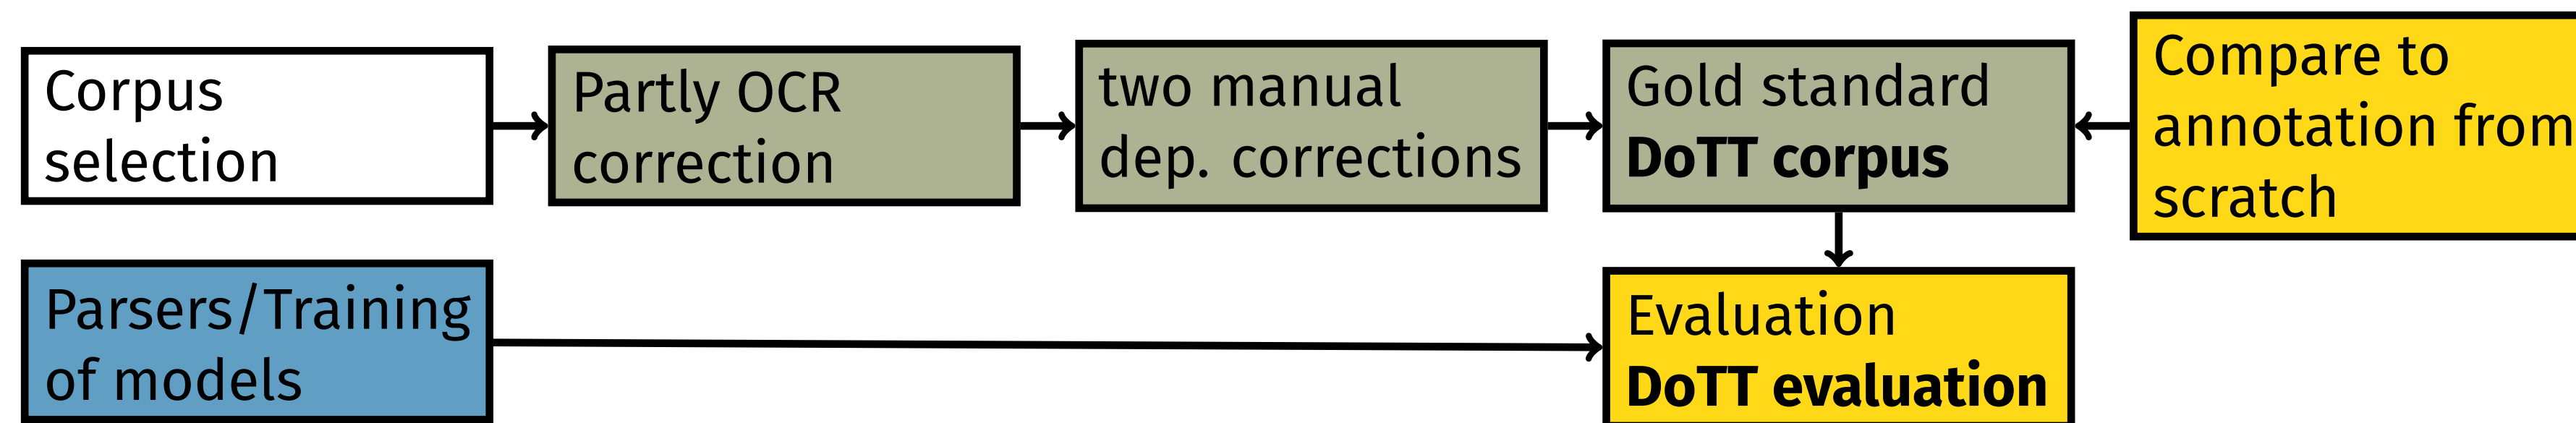 Corpus
selection
Partly OCR
correction
two manual
dep. corrections
Gold standard
DoTT corpus
Compare to
annotation from
scratch
Parsers/Training
of models
Evaluation
DoTT evaluation